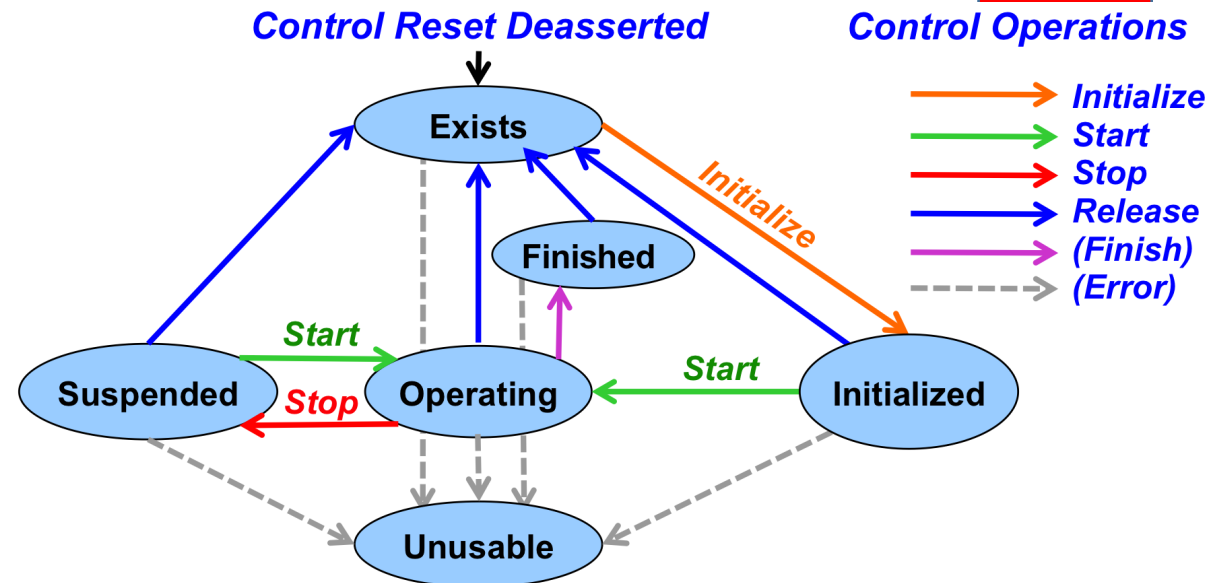 Control Reset Deasserted
Control Operations
Initialize
Start
Stop
Release
(Finish)
(Error)
Exists
Initialize
Finished
Start
Suspended
Stop
Operating
Start
Initialized
Unusable